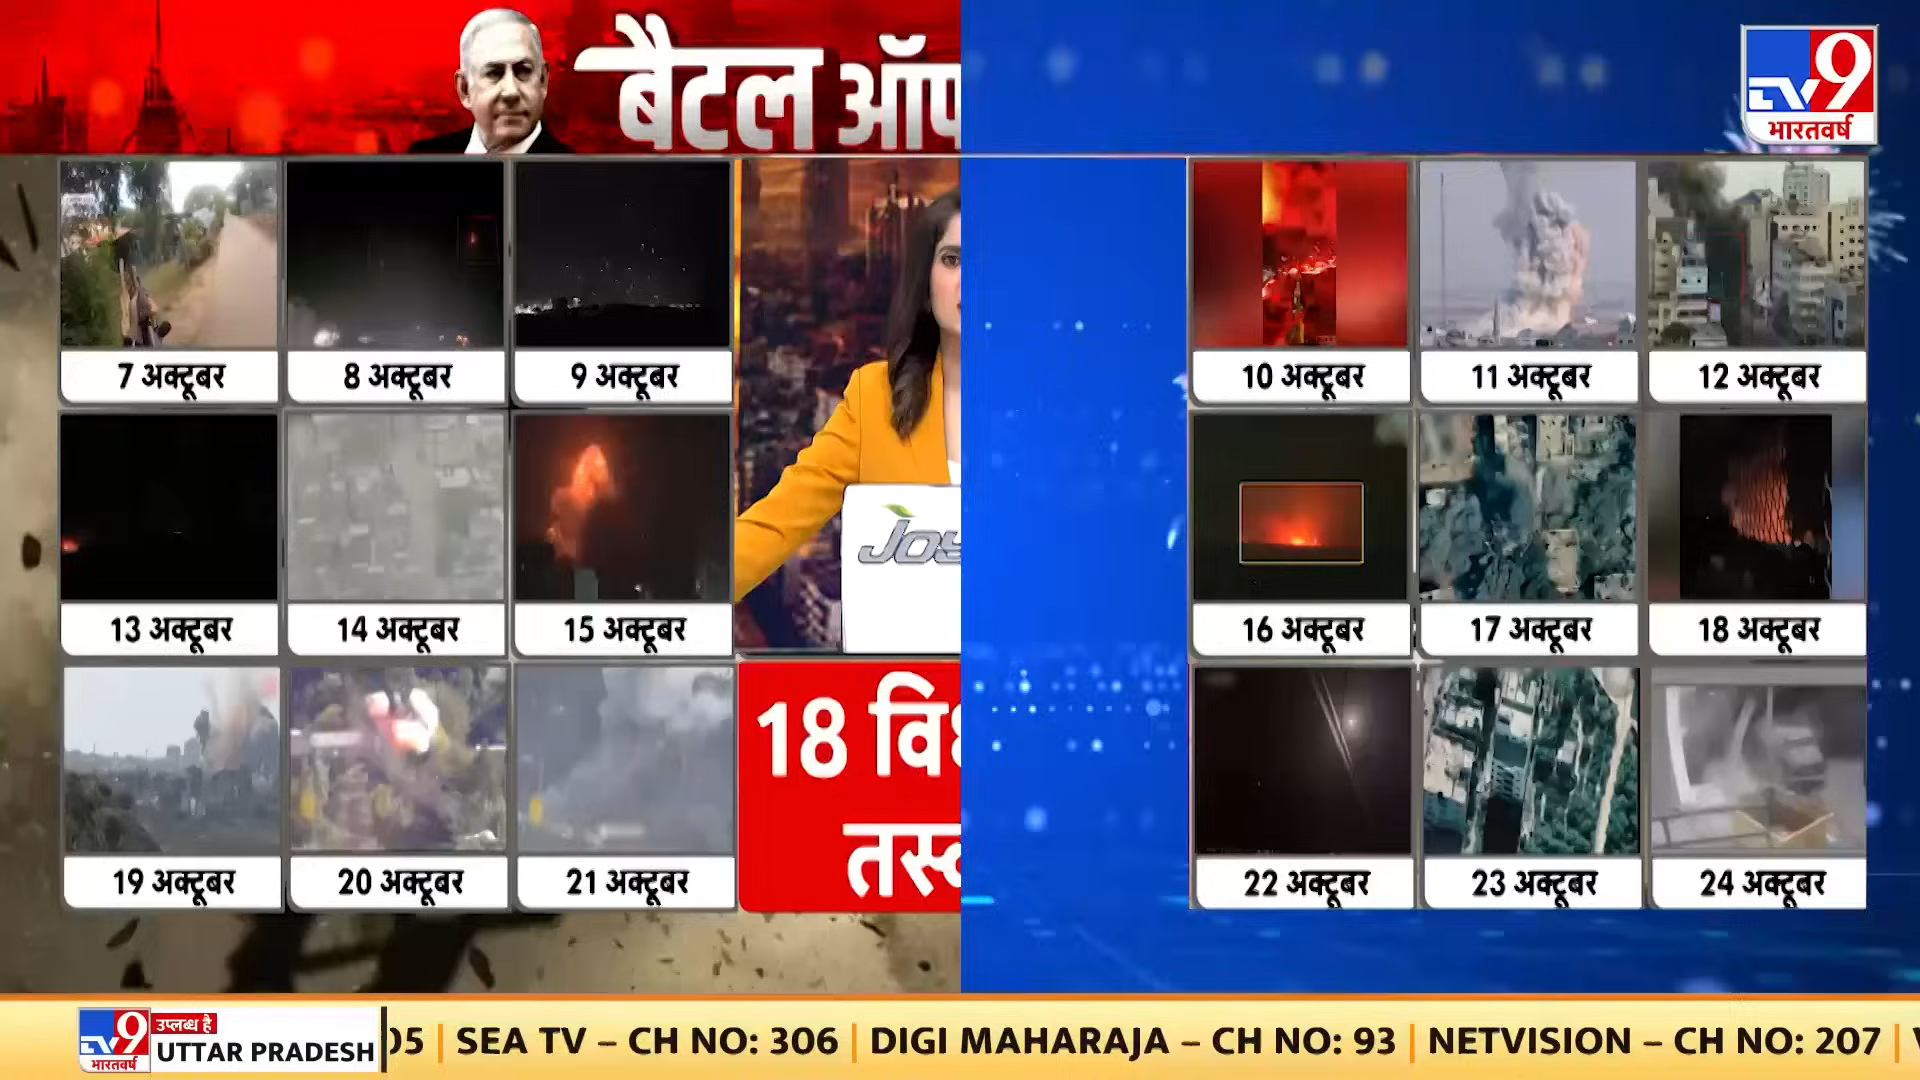 बैटल ऑप
TV9
भारतवर्ष
7 अक्टूबर
8 अक्टूबर
9 अक्टूबर
10 अक्टूबर
11 अक्टूबर
12 अक्टूबर
13 अक्टूबर
14 अक्टूबर
15 अक्टूबर
16 अक्टूबर
17 अक्टूबर
18 अक्टूबर
Joy
18 वि
तस्
19 अक्टूबर
20 अक्टूबर
21 अक्टूबर
22 अक्टूबर
23 अक्टूबर
24 अक्टूबर
TV9
भारतवर्ष
उप्लब्ध है
UTTAR PRADESH
05 | SEA TV – CH NO: 306 | DIGI MAHARAJA – CH NO: 93 | NETVISION – CH NO: 207 |